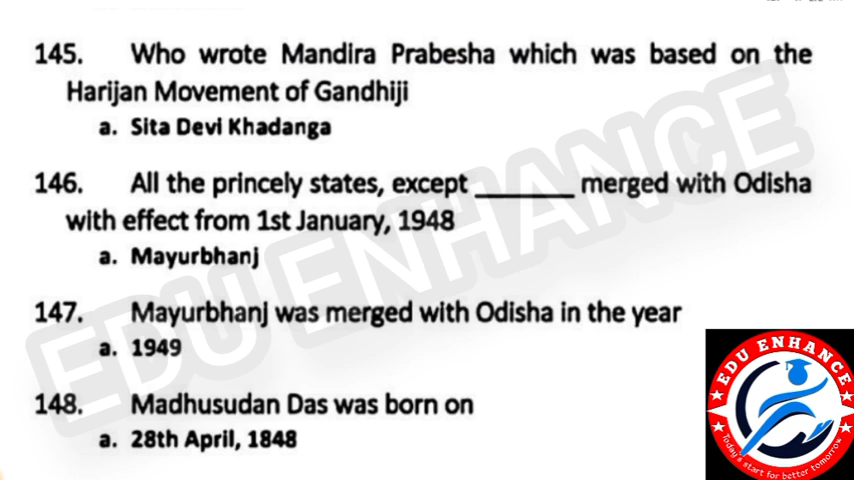 145. Who wrote Mandira Prabesha which was based on the
Harijan Movement of Gandhiji
a. Sita Devi Khadanga
146. All the princely states, except ________ merged with Odisha
with effect from 1st January, 1948
a. Mayurbhanj
147. Mayurbhanj was merged with Odisha in the year
a. 1949
148. Madhusudan Das was born on
a. 28th April, 1848
EDU ENHANCE
EDU ENHANCE
Today's start for better tomorrow